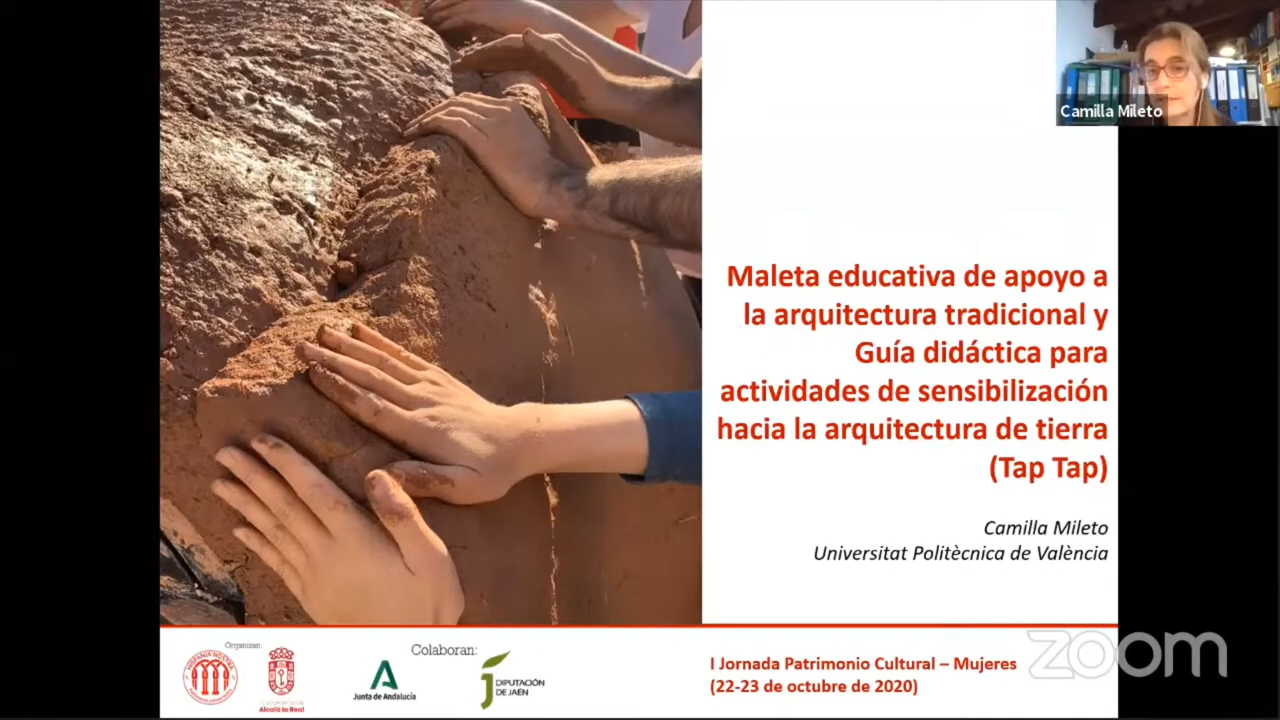 Camilla Mileto
Maleta educativa de apoyo a
la arquitectura tradicional y
Guía didáctica para
actividades de sensibilización
hacia la arquitectura de tierra
(Tap Tap)
Camilla Mileto
Universitat Politècnica de València
Organizan:
HISPANIA NOSTRA
Alcalá la Real
Colaboran:
Junta de Andalucía
DIPUTACIÓN
DE JAÉN
I Jornada Patrimonio Cultural – Mujeres
(22-23 de octubre de 2020)
zoom